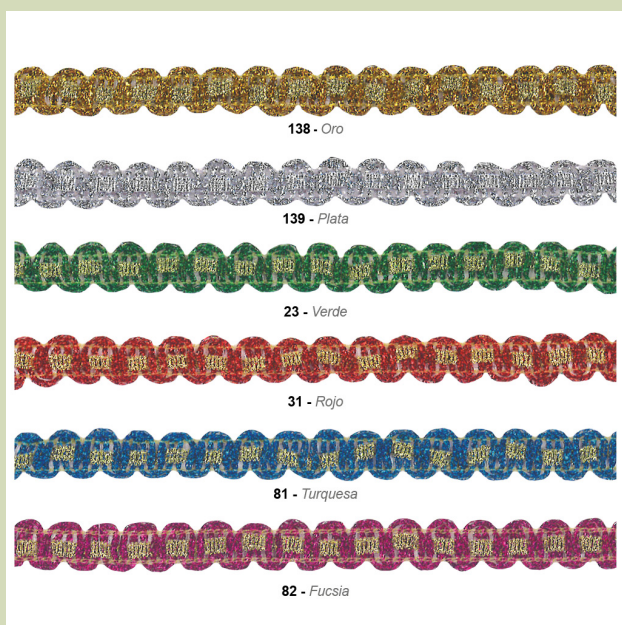 138 - Oro
139 - Plata
23 - Verde
31 - Rojo
81 - Turquesa
82 - Fucsia